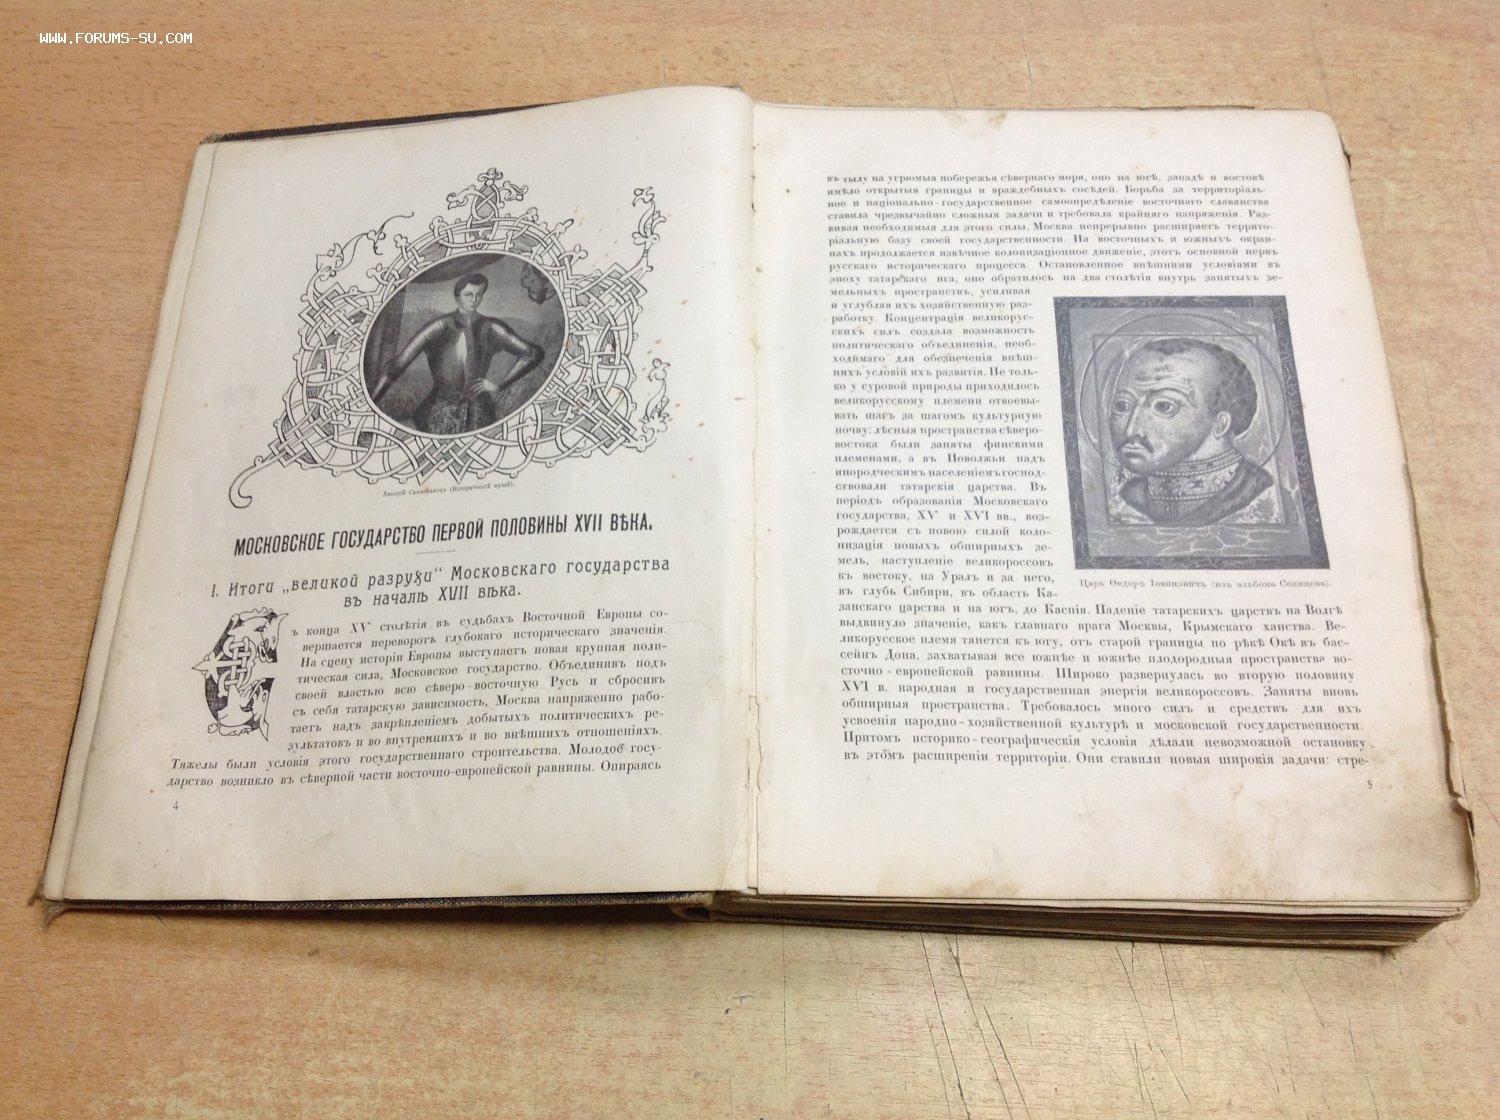 WWW.FORUMS-SU.COM
Дмитрій Самозванецъ (Историческій музей).
МОСКОВСКОЕ ГОСУДАРСТВО ПЕРВОЙ ПОЛОВИНЫ XVII ВѢКА.
I. Итоги „великой разрухи“ Московскаго государства
въ началѣ XVII вѣка.
Съ конца XV столѣтія въ судьбахъ Восточной Европы со-
вершается переворотъ глубокаго историческаго значенія.
На сцену исторіи Европы выступаетъ новая крупная поли-
тическая сила, Московское государство. Объединивъ подъ
своей властью всю сѣверо-восточную Русь и сбросивъ
съ себя татарскую зависимость, Москва напряженно рабо-
таетъ надъ закрѣпленіемъ добытыхъ политическихъ ре-
зультатовъ и во внутреннихъ и во внѣшнихъ отношеніяхъ.
Тяжелы были условія этого государственнаго строительства. Молодое госу-
дарство возникло въ сѣверной части восточно-европейской равнины. Опираясь
4
въ тылу на угрюмыя побережья сѣвернаго моря, оно на югѣ, западѣ и востокѣ
имѣло открытыя границы и враждебныхъ сосѣдей. Борьба за территоріаль-
ное и національно-государственное самоопредѣленіе восточнаго славянства
ставила чрезвычайно сложныя задачи и требовала крайняго напряженія. Раз-
вивая необходимыя для этого силы, Москва непрерывно расширяетъ террито-
ріальную базу своей государственности. На восточныхъ и южныхъ окраи-
нахъ продолжается извѣчное колонизаціонное движеніе, этотъ основной нервъ
русскаго историческаго процесса. Остановленное внѣшними условіями въ
эпоху татарскаго ига, оно обратилось на два столѣтія внутрь занятыхъ зе-
мельныхъ пространствъ, усиливая
и углубляя ихъ хозяйственную раз-
работку. Концентрація великорус-
скихъ силъ создала возможность
политическаго объединенія, необ-
ходимаго для обезпеченія внѣш-
нихъ условій ихъ развитія. Не толь-
ко у суровой природы приходилось
великорусскому племени отвоевы-
вать шагъ за шагомъ культурную
почву: лѣсныя пространства сѣверо-
востока были заняты финскими
племенами, а въ Поволжьи надъ
инородческимъ населеніемъ господ-
ствовали татарскія царства. Въ
періодъ образованія Московскаго
государства, XV и XVI вв., воз-
рождается съ новою силой коло-
низація новыхъ обширныхъ зе-
мель, наступленіе великороссовъ
къ востоку, на Уралъ и за него,
въ глубь Сибири, въ область Ка-
Царь Ѳедоръ Іоанновичъ (изъ альбома Солнцева).
занскаго царства и на югъ, до Каспія. Паденіе татарскихъ царствъ на Волгѣ
выдвинуло значеніе, какъ главнаго врага Москвы, Крымскаго ханства. Ве-
ликорусское племя тянется къ югу, отъ старой границы по рѣкѣ Окѣ въ бас-
сейнъ Дона, захватывая все южнѣе и южнѣе плодородныя пространства во-
сточно-европейской равнины. Широко развернулась во вторую половину
XVI в. народная и государственная энергія великороссовъ. Заняты вновь
обширныя пространства. Требовалось много силъ и средствъ для ихъ
усвоенія народно-хозяйственной культурѣ и московской государственности.
Притомъ историко-географическія условія дѣлали невозможной остановку
въ этомъ расширеніи территоріи. Они ставили новыя широкія задачи: стре-
5